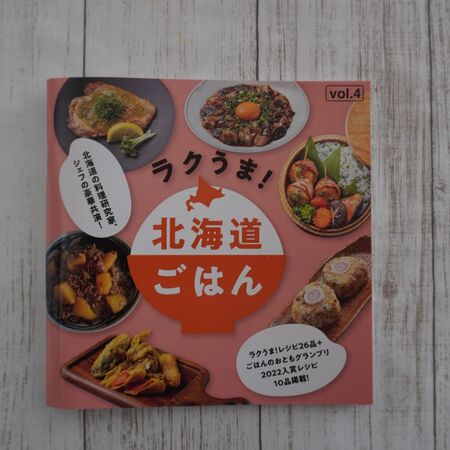 vol.4
ラクうま!
北海道の料理研究家、
シェフの豪華共演!
北海道
ごはん
ラクうま!レシピ26品+
ごはんのおともグランプリ
2022入賞レシピ
10品掲載!